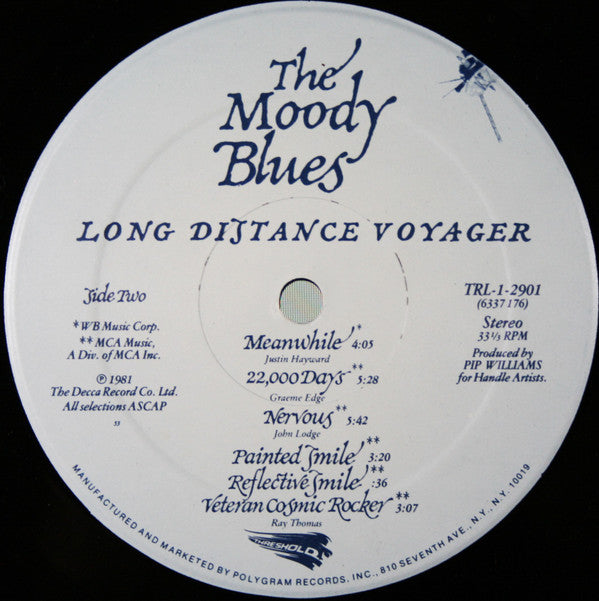 The
Moody
Blues
LONG DISTANCE VOYAGER
Side Two
* WB Music Corp.
** MCA Music,
A Div. of MCA Inc.
℗ 1981
The Decca Record Co. Ltd.
All selections ASCAP
53
TRL-1-2901
(6337 176)
Stereo
33⅓ RPM
Produced by
PIP WILLIAMS
for Handle Artists.
Meanwhile* 4:05
Justin Hayward
22,000 Days** 5:28
Graeme Edge
Nervous** 5:42
John Lodge
Painted Smile** 3:20
Reflective Smile** :36
Veteran Cosmic Rocker** 3:07
Ray Thomas
THRESHOLD
MANUFACTURED AND MARKETED BY POLYGRAM RECORDS, INC., 810 SEVENTH AVE., N.Y., N.Y. 10019